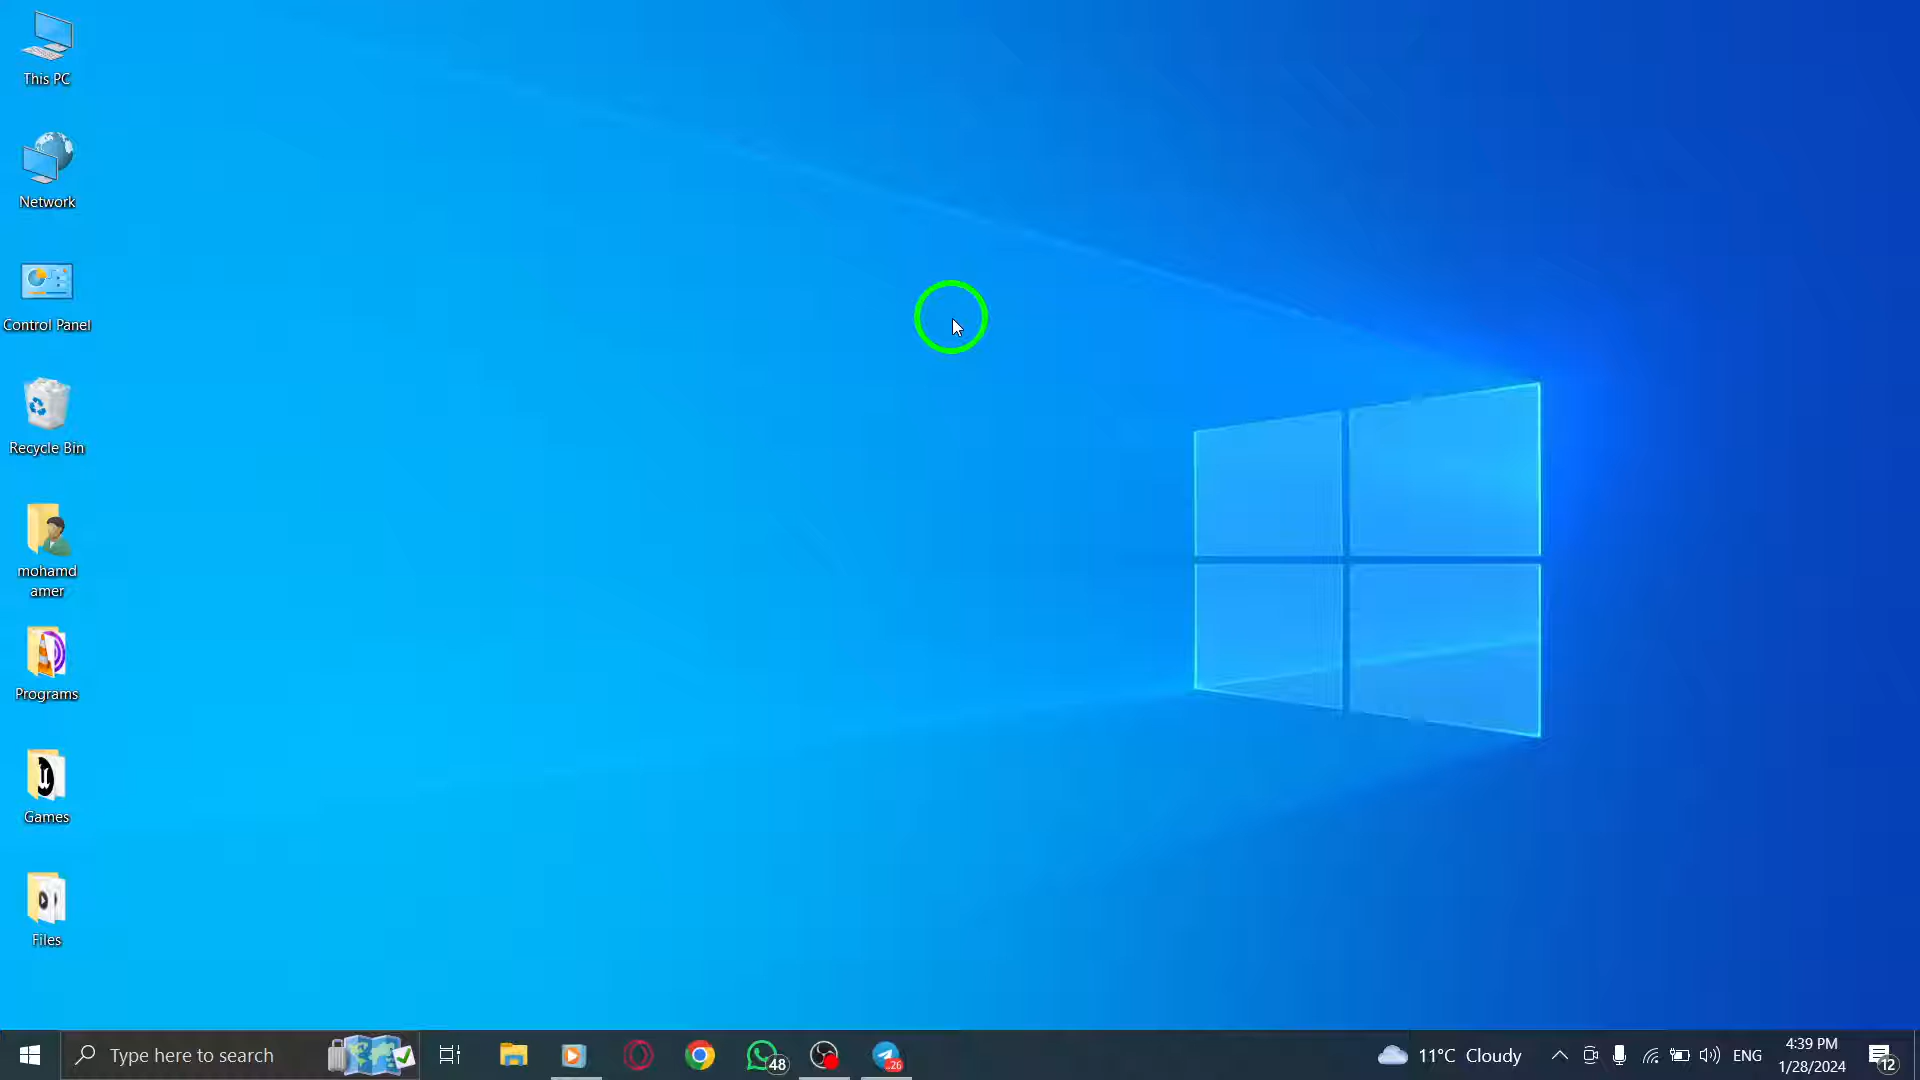 This PC
Network
Control Panel
Recycle Bin
mohamd
amer
Programs
Games
Files
Type here to search
48
26
11°C Cloudy
ENG
4:39 PM
1/28/2024
12